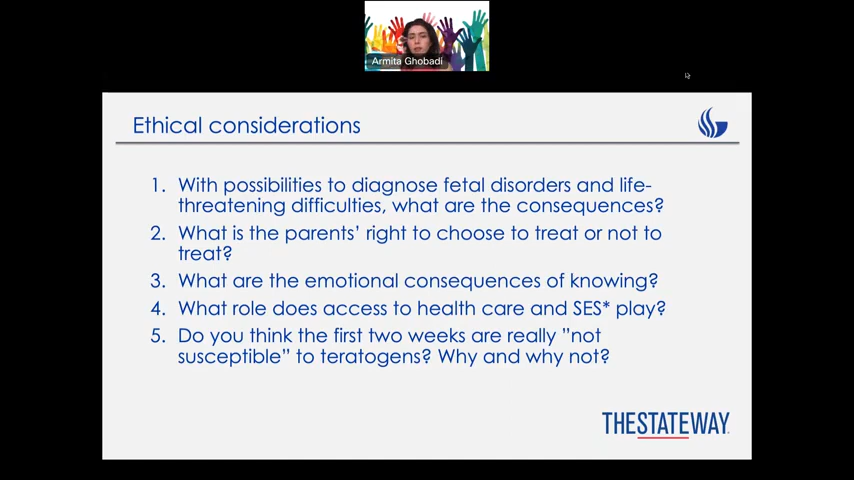 Armita Ghobadi
Ethical considerations
1. With possibilities to diagnose fetal disorders and life-
threatening difficulties, what are the consequences?
2. What is the parents’ right to choose to treat or not to
treat?
3. What are the emotional consequences of knowing?
4. What role does access to health care and SES* play?
5. Do you think the first two weeks are really ”not
susceptible” to teratogens? Why and why not?
THESTATEWAY.